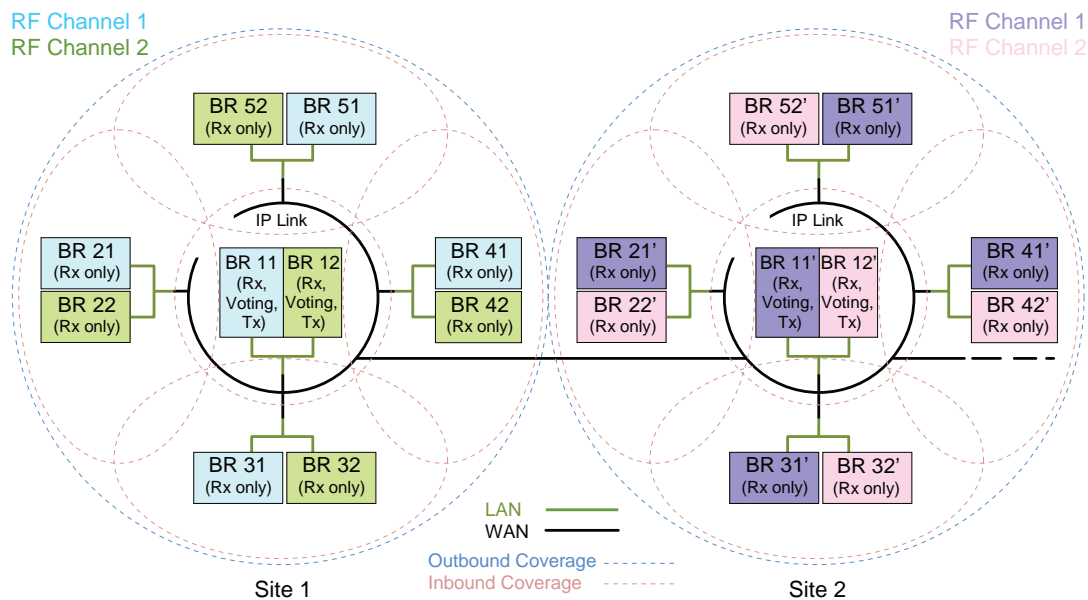 RF Channel 1
RF Channel 2
RF Channel 1
RF Channel 2
BR 52
(Rx only)
BR 51
(Rx only)
BR 52’
(Rx only)
BR 51’
(Rx only)
IP Link
IP Link
BR 21
(Rx only)
BR 22
(Rx only)
BR 11
(Rx,
Voting,
Tx)
BR 12
(Rx,
Voting,
Tx)
BR 41
(Rx only)
BR 42
(Rx only)
BR 21’
(Rx only)
BR 22’
(Rx only)
BR 11’
(Rx,
Voting,
Tx)
BR 12’
(Rx,
Voting,
Tx)
BR 41’
(Rx only)
BR 42’
(Rx only)
BR 31
(Rx only)
BR 32
(Rx only)
BR 31’
(Rx only)
BR 32’
(Rx only)
LAN
WAN
Outbound Coverage
Inbound Coverage
Site 1
Site 2